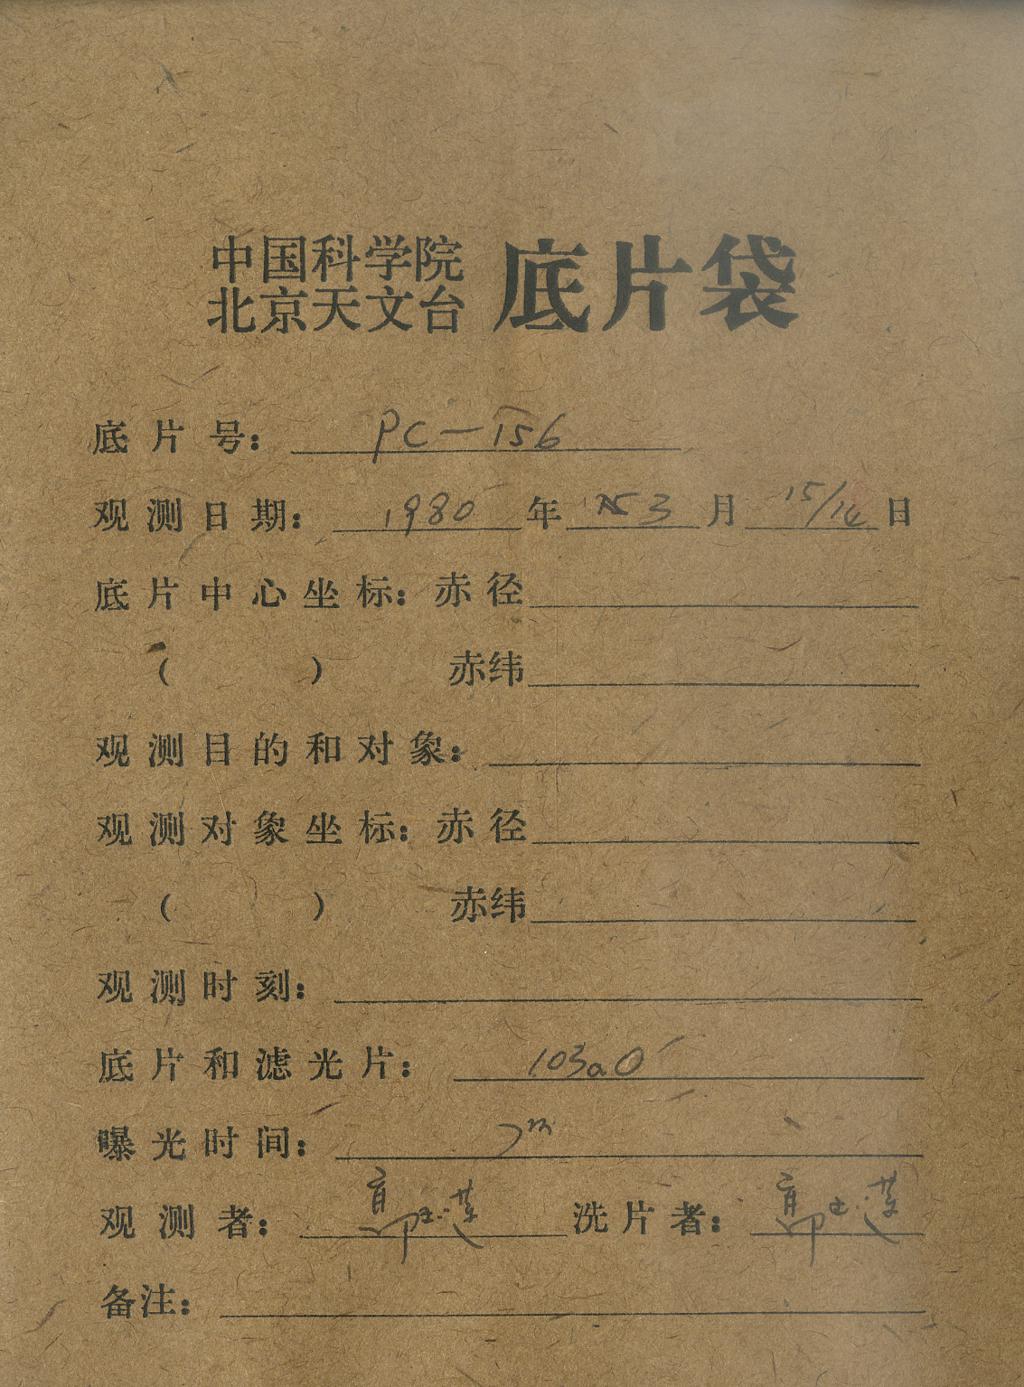 中国科学院
北京天文台 底片袋
底片号： PC-156
观测日期： 1980 年 3 月 15/16 日
底片中心坐标：赤径
（ ） 赤纬
观测目的和对象：
观测对象坐标：赤径
（ ） 赤纬
观测时刻：
底片和滤光片： 103aO
曝光时间： 7m
观测者： 洗片者：
备注：